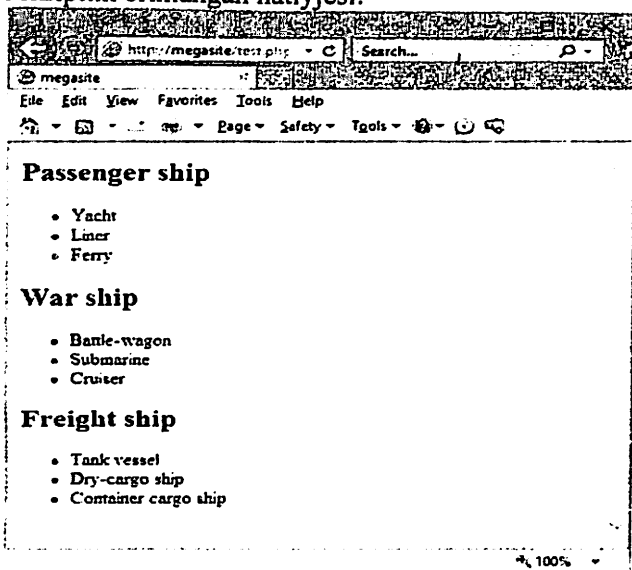 http://megasite/test.php
Search...
megasite
File Edit View Favorites Tools Help
Page Safety Tools
Passenger ship
• Yacht
• Liner
• Ferry
War ship
• Battle-wagon
• Submarine
• Cruiser
Freight ship
• Tank vessel
• Dry-cargo ship
• Container cargo ship
100%